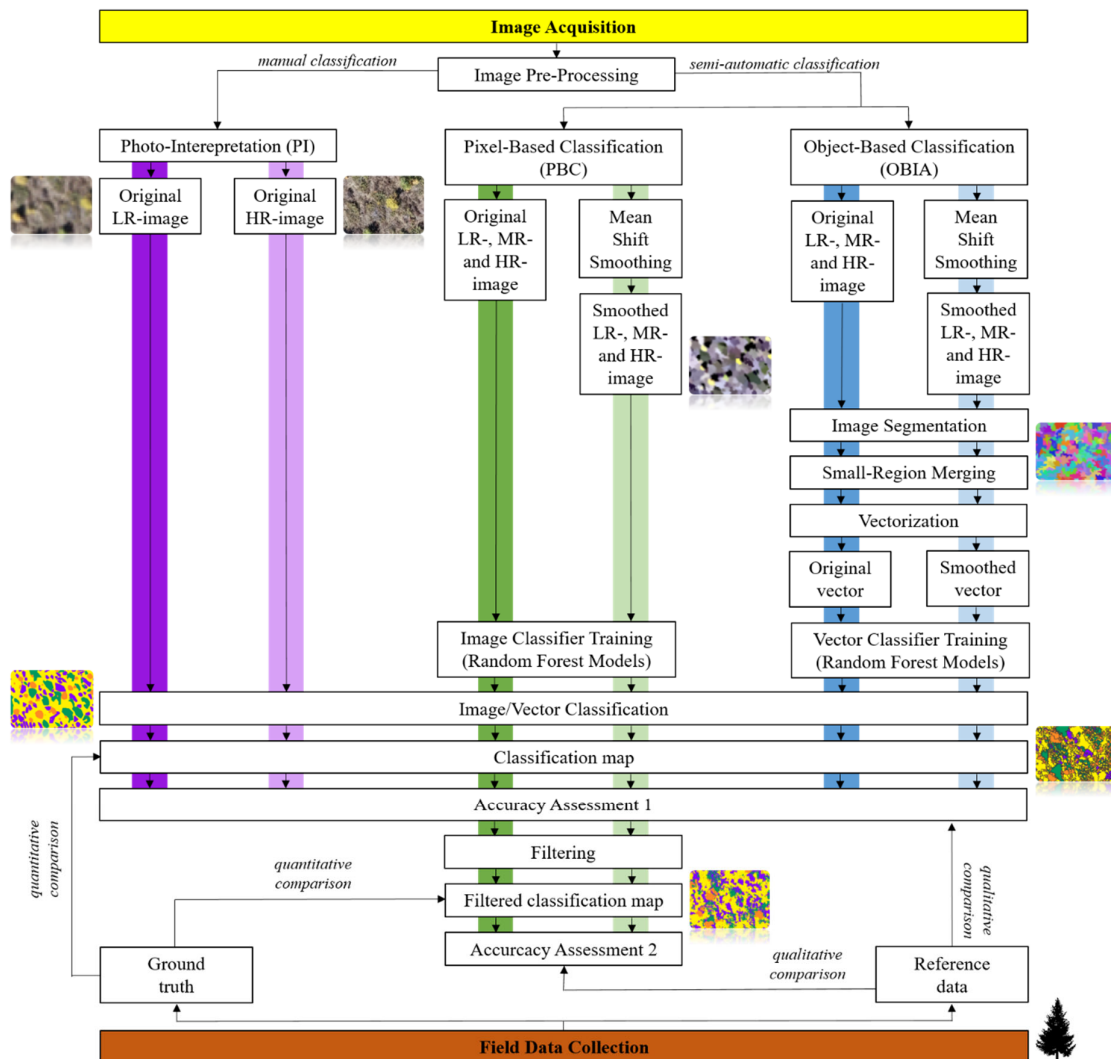 Image Acquisition
manual classification
Image Pre-Processing
semi-automatic classification
Photo-Interepretation (PI)
Pixel-Based Classification
(PBC)
Object-Based Classification
(OBIA)
Original
LR-image
Original
HR-image
Original
LR-, MR-
and HR-
image
Mean
Shift
Smoothing
Original
LR-, MR-
and HR-
image
Mean
Shift
Smoothing
Smoothed
LR-, MR-
and HR-
image
Smoothed
LR-, MR-
and HR-
image
Image Segmentation
Small-Region Merging
Vectorization
Original
vector
Smoothed
vector
Image Classifier Training
(Random Forest Models)
Vector Classifier Training
(Random Forest Models)
Image/Vector Classification
Classification map
Accuracy Assessment 1
quantitative
comparison
Filtering
quantitative
comparison
qualitative
comparison
Filtered classification map
Accurcacy Assessment 2
Ground
truth
qualitative
comparison
Reference
data
Field Data Collection